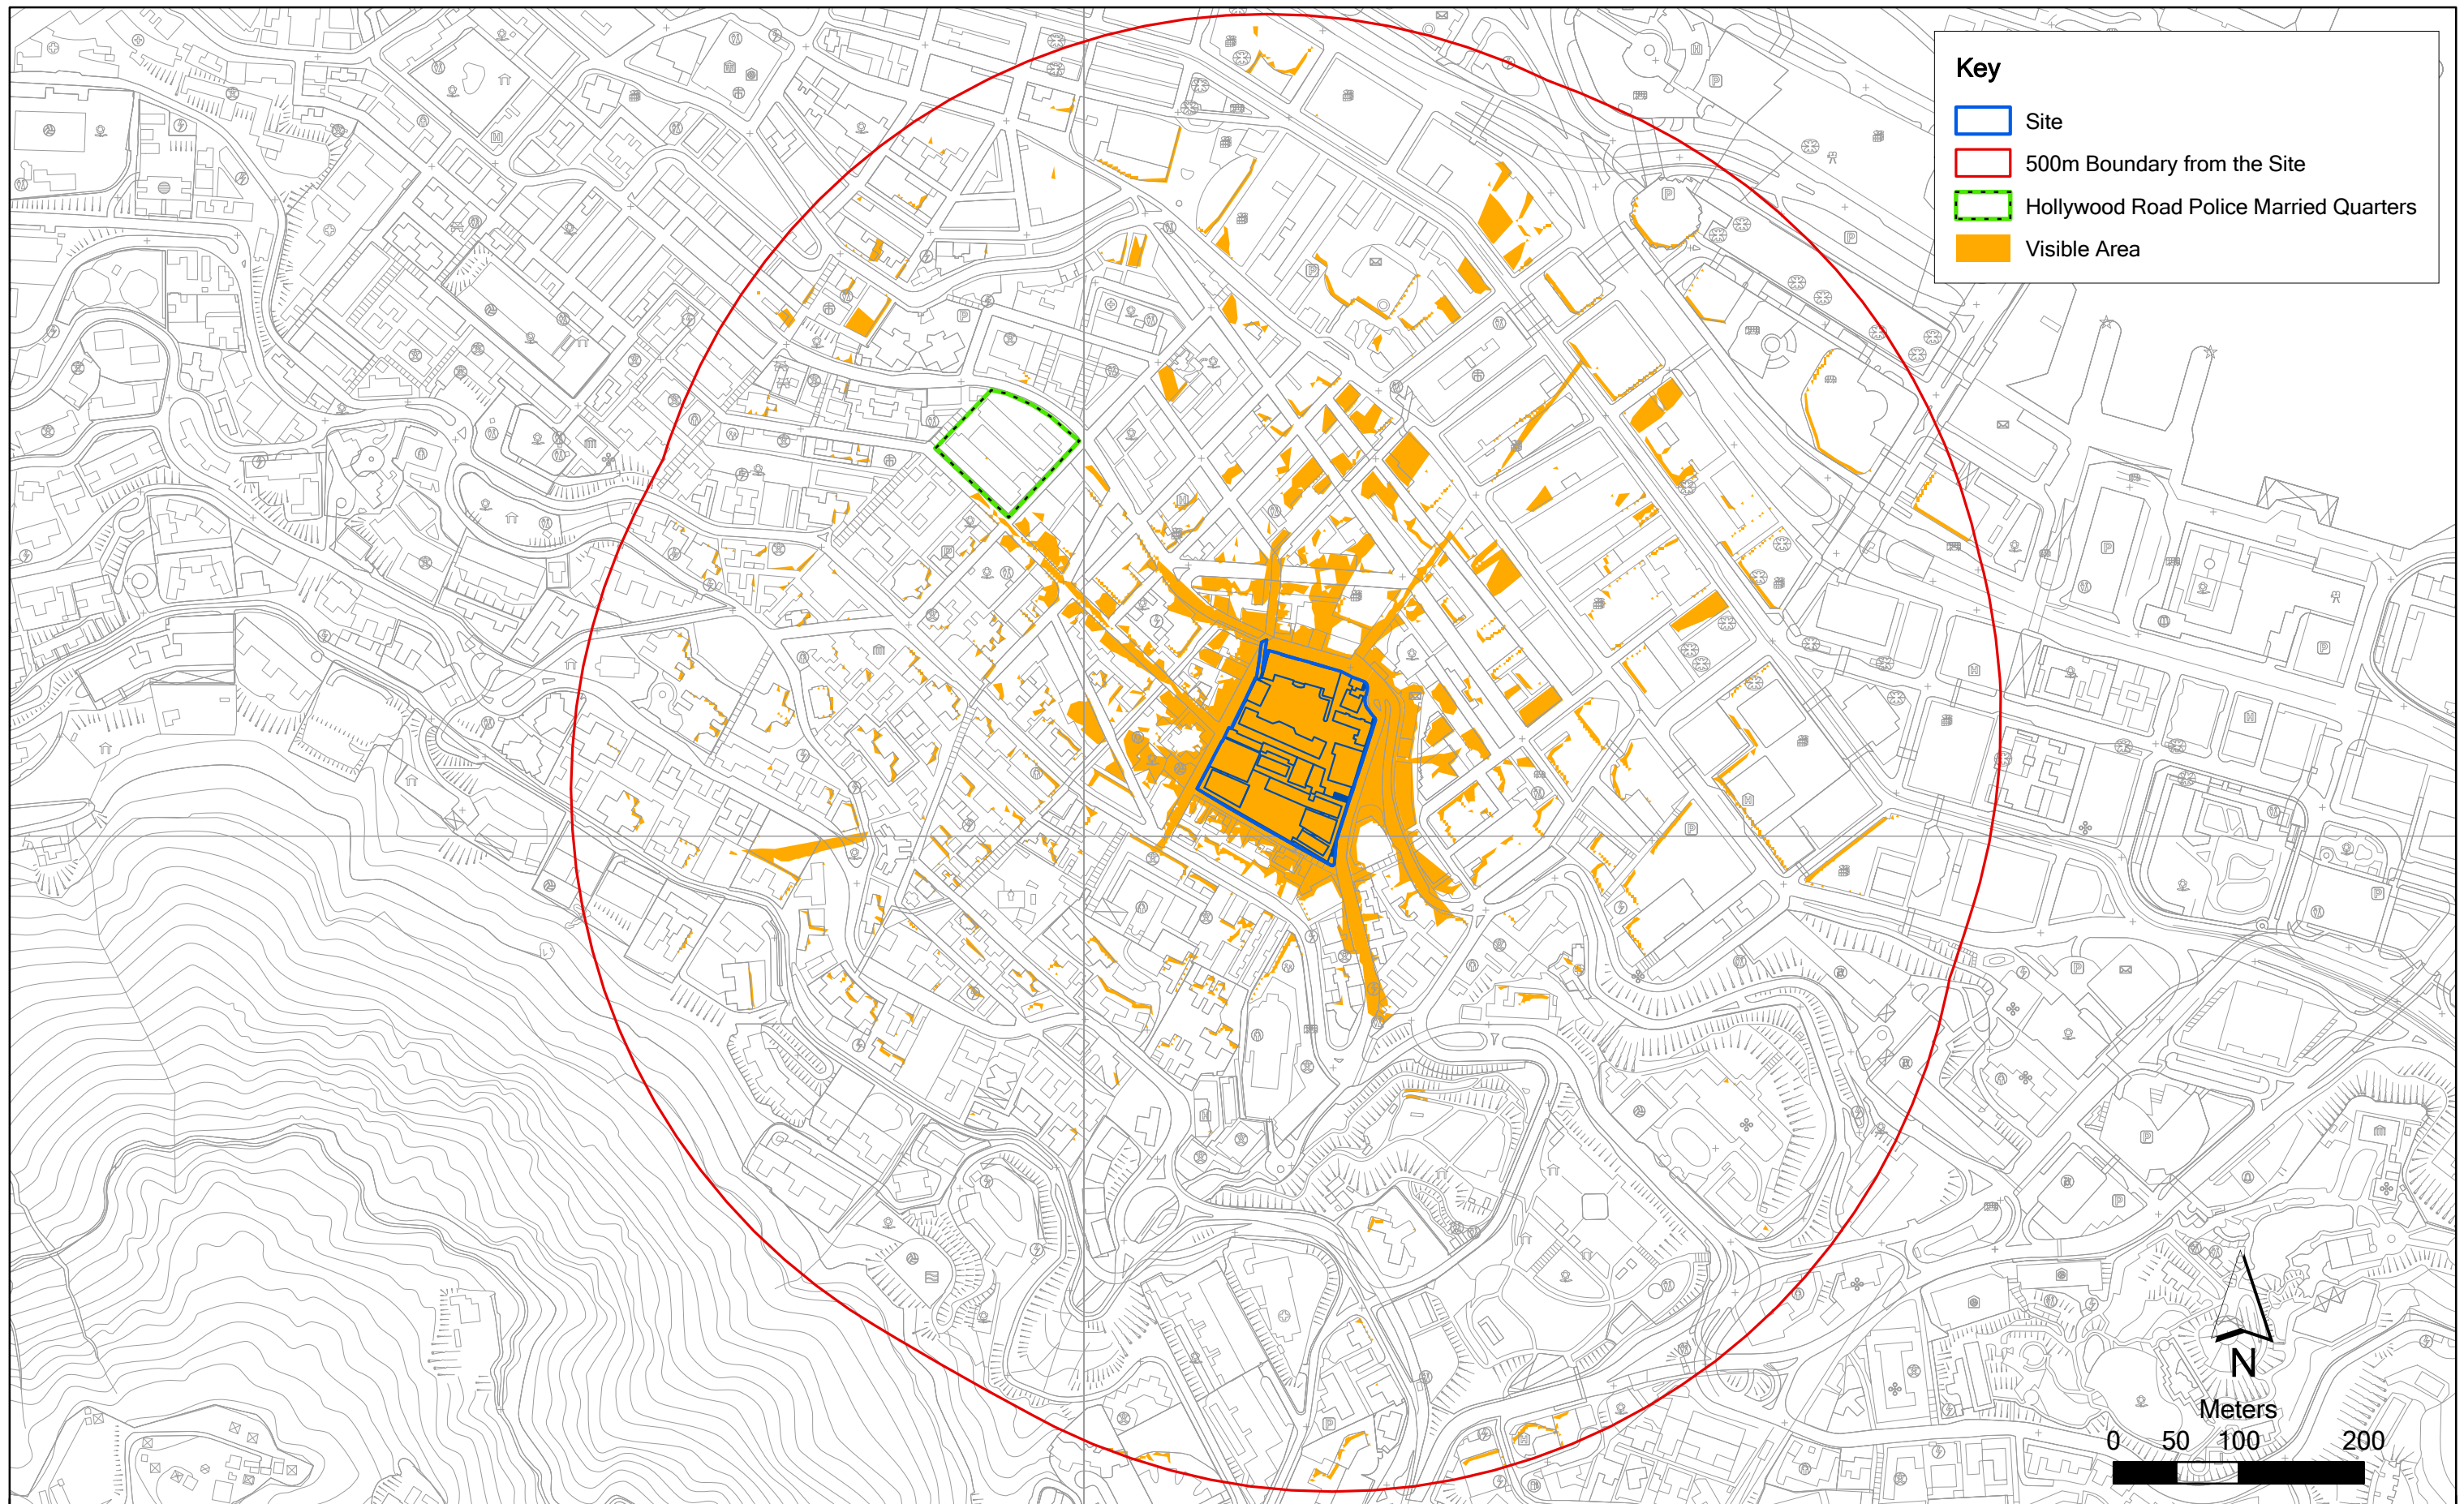 Key
Site
500m Boundary from the Site
Hollywood Road Police Married Quarters
Visible Area
N
Meters
0 50 100 200